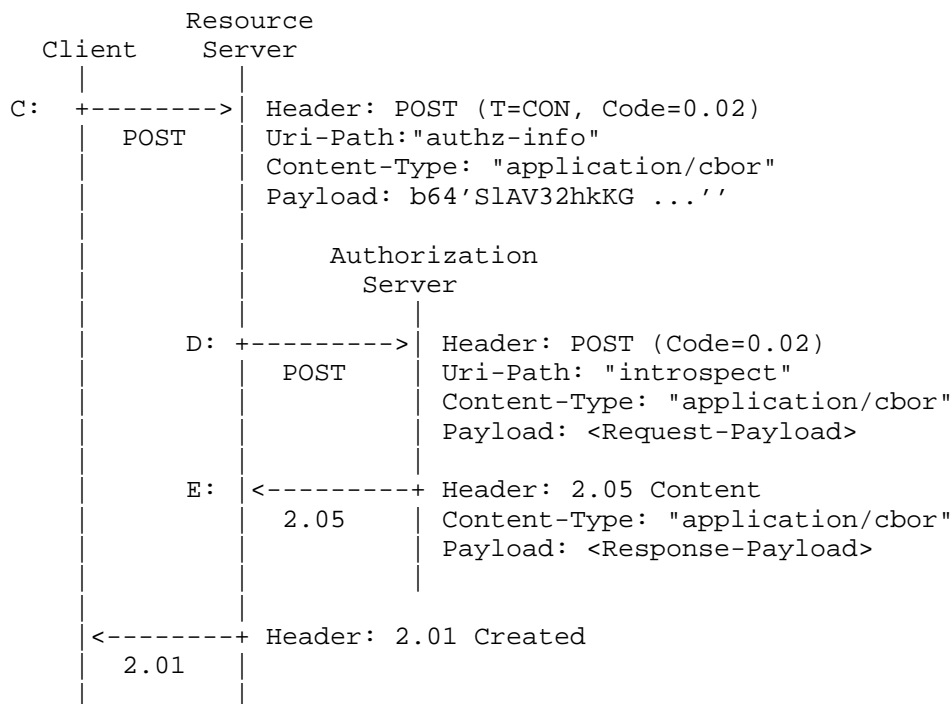 Resource
Client Server
C: +-------->| Header: POST (T=CON, Code=0.02)
POST | Uri-Path:"authz-info"
| Content-Type: "application/cbor"
| Payload: b64'SlAV32hkKG ...''
Authorization
Server
D: +--------->| Header: POST (Code=0.02)
POST | Uri-Path: "introspect"
| Content-Type: "application/cbor"
| Payload: <Request-Payload>
E: |<---------+ Header: 2.05 Content
2.05 | Content-Type: "application/cbor"
| Payload: <Response-Payload>
|<--------+ Header: 2.01 Created
2.01